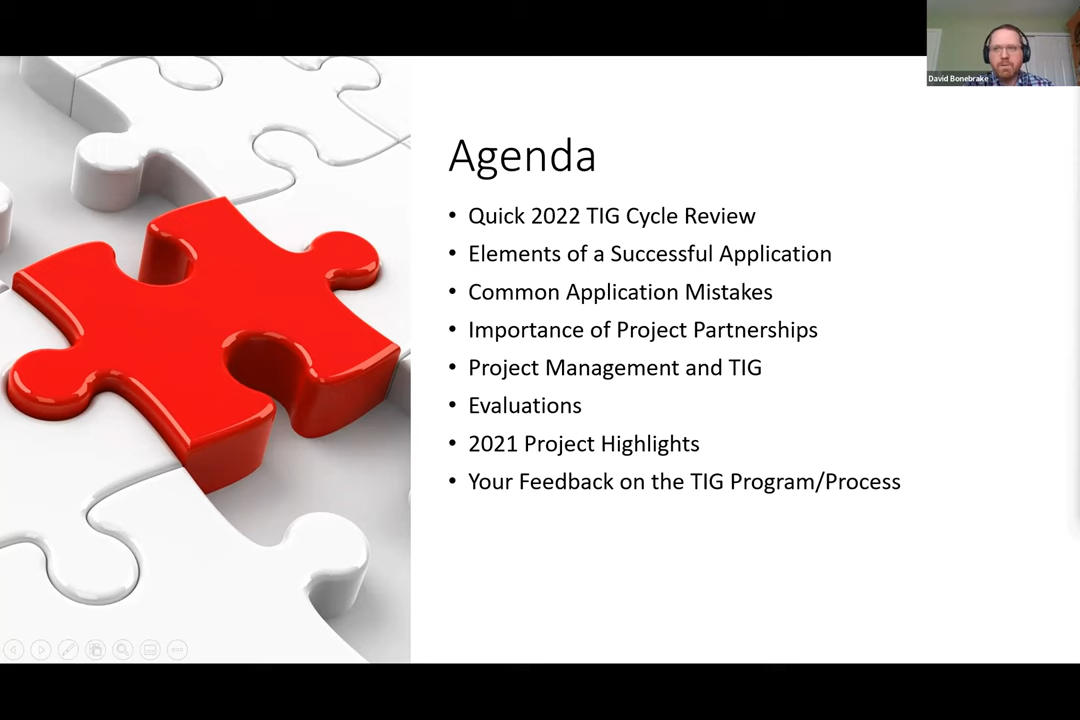 David Bonebrake
Agenda
• Quick 2022 TIG Cycle Review
• Elements of a Successful Application
• Common Application Mistakes
• Importance of Project Partnerships
• Project Management and TIG
• Evaluations
• 2021 Project Highlights
• Your Feedback on the TIG Program/Process